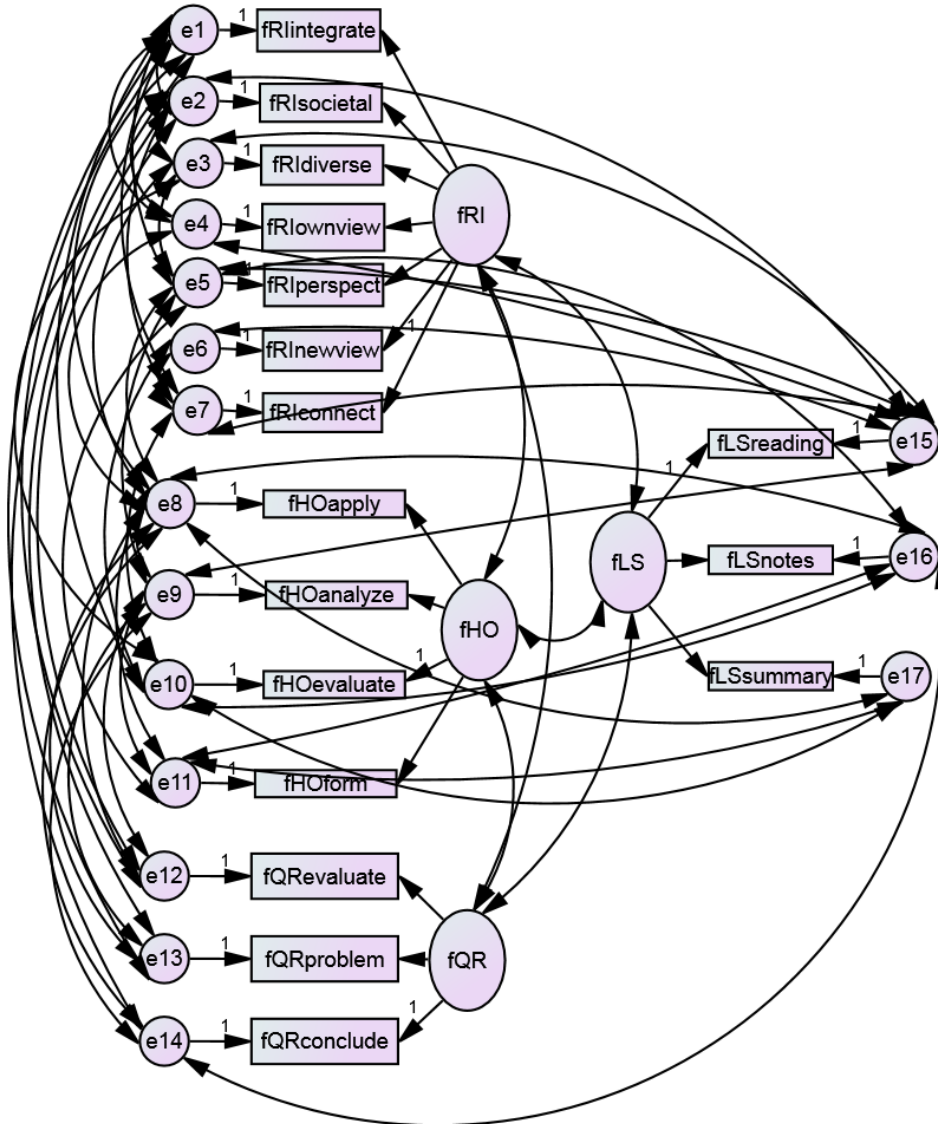 e1 1 fRIintegrate
e2 1 fRIsocietal
e3 1 fRIdiverse
fRI
e4 1 fRIownview
e5 1 fRIperspect
e6 1 fRInewview
1
e7 1 fRIconnect
fLSreading 1 e15
1
e8 1 fHOapply
fLS
fLSnotes 1 e16
e9 1 fHOanalyze
fHO
1
e10 1 fHOevaluate
fLSsummary 1 e17
e11 1 fHOform
e12 1 fQRevaluate
e13 1 fQRproblem
fQR
1
e14 1 fQRconclude